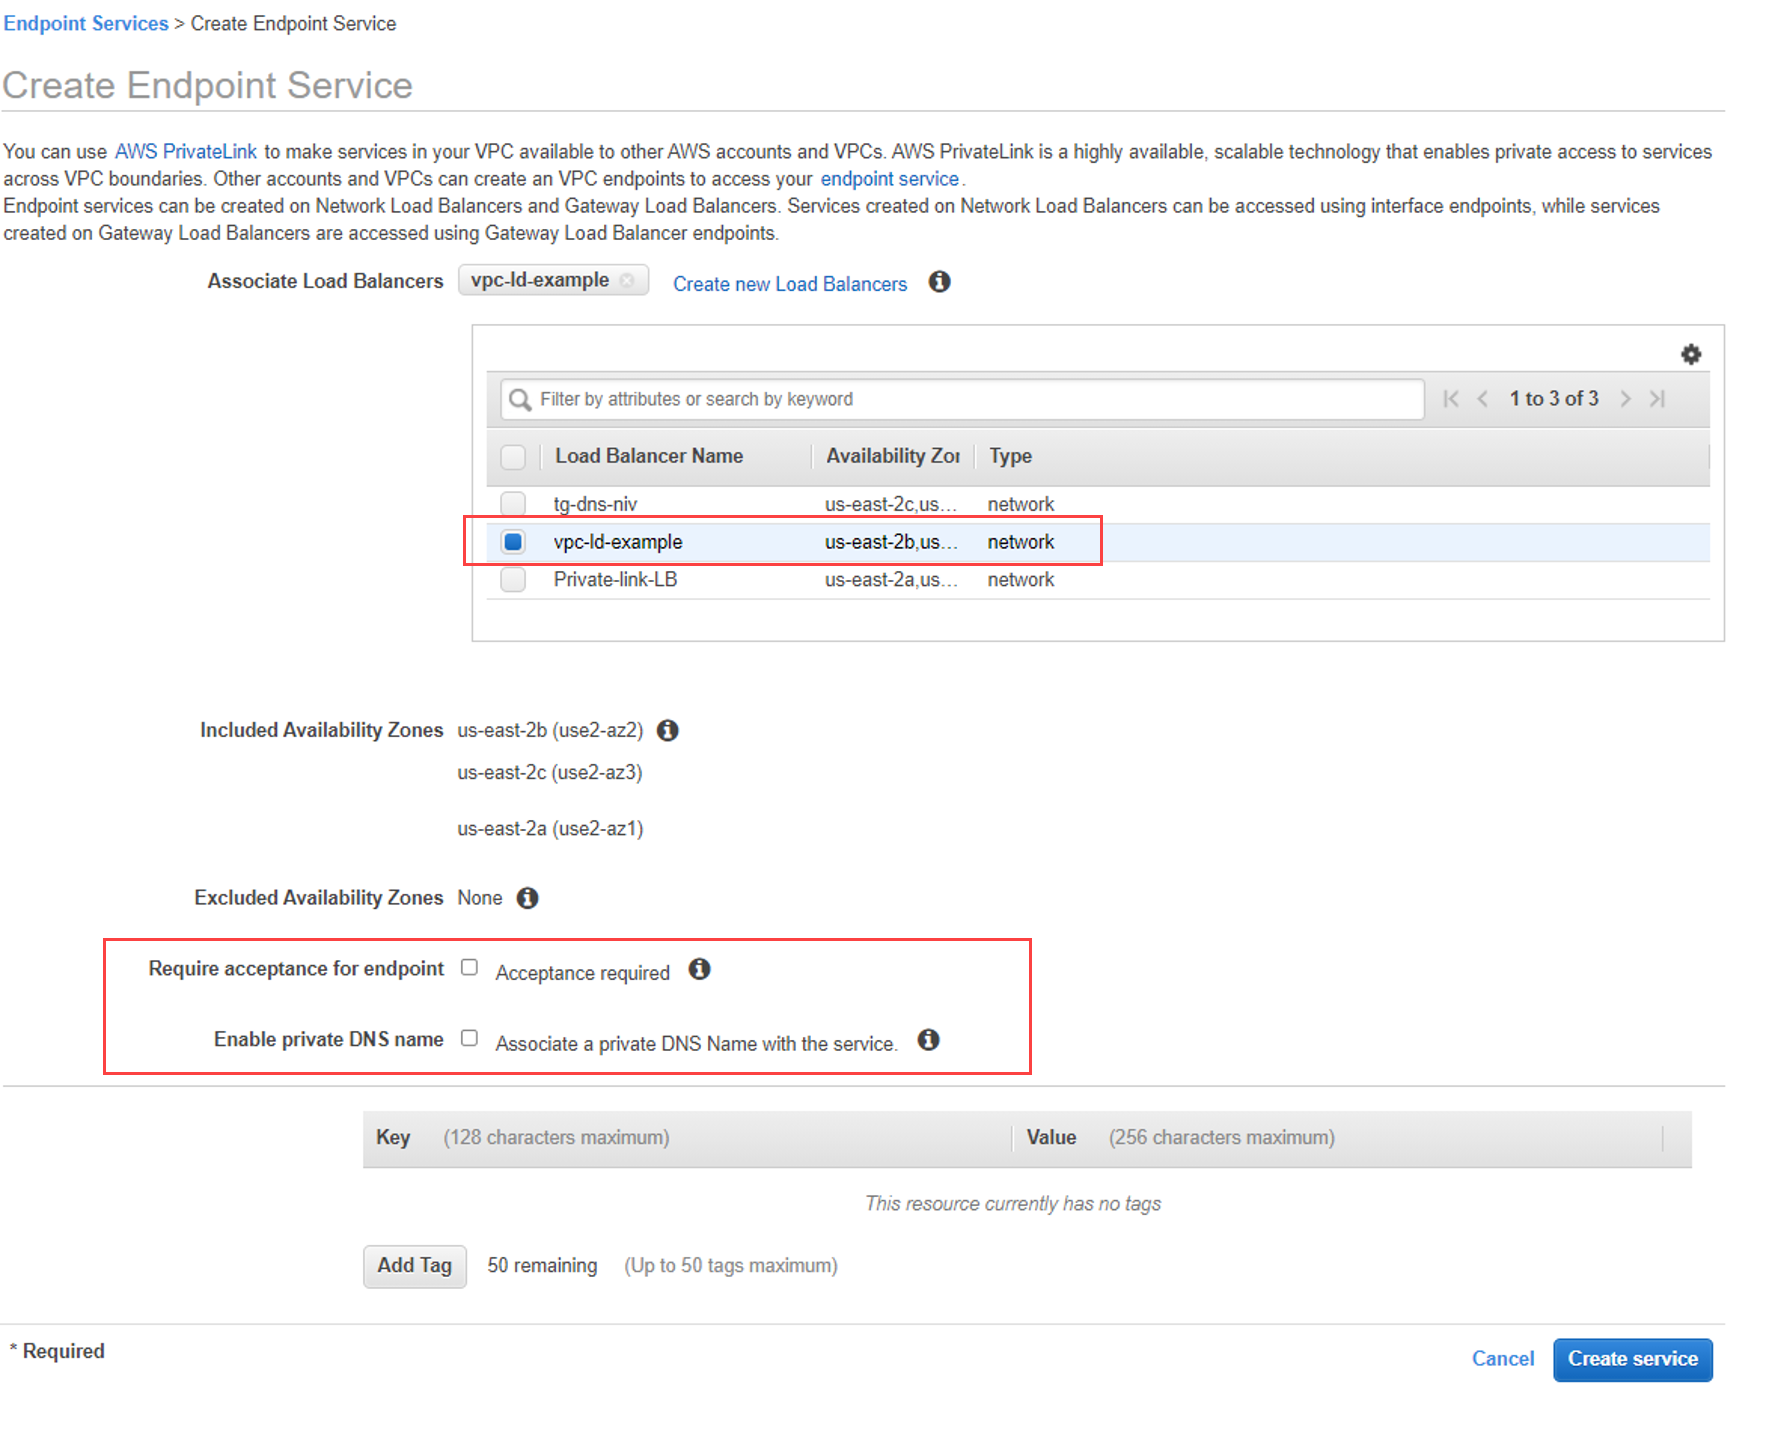 Endpoint Services > Create Endpoint Service
Create Endpoint Service
You can use AWS PrivateLink to make services in your VPC available to other AWS accounts and VPCs. AWS PrivateLink is a highly available, scalable technology that enables private access to services
across VPC boundaries. Other accounts and VPCs can create an VPC endpoints to access your endpoint service.
Endpoint services can be created on Network Load Balancers and Gateway Load Balancers. Services created on Network Load Balancers can be accessed using interface endpoints, while services
created on Gateway Load Balancers are accessed using Gateway Load Balancer endpoints.
Associate Load Balancers vpc-ld-example Create new Load Balancers
Filter by attributes or search by keyword 1 to 3 of 3
Load Balancer Name Availability Zor Type
tg-dns-niv us-east-2c,us... network
vpc-ld-example us-east-2b,us... network
Private-link-LB us-east-2a,us... network
Included Availability Zones us-east-2b (use2-az2)
us-east-2c (use2-az3)
us-east-2a (use2-az1)
Excluded Availability Zones None
Require acceptance for endpoint Acceptance required
Enable private DNS name Associate a private DNS Name with the service.
Key (128 characters maximum) Value (256 characters maximum)
This resource currently has no tags
Add Tag 50 remaining (Up to 50 tags maximum)
* Required
Cancel Create service